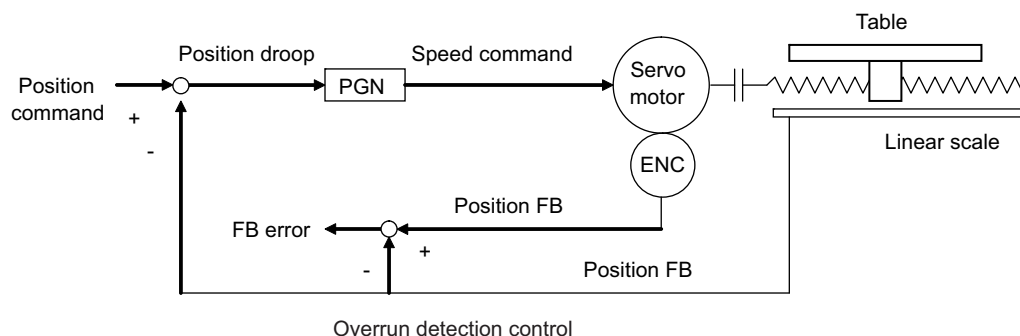 Table
Position droop
Speed command
Servo
motor
Position
command
PGN
+
-
Linear scale
ENC
Position FB
FB error
+
-
Position FB
Overrun detection control